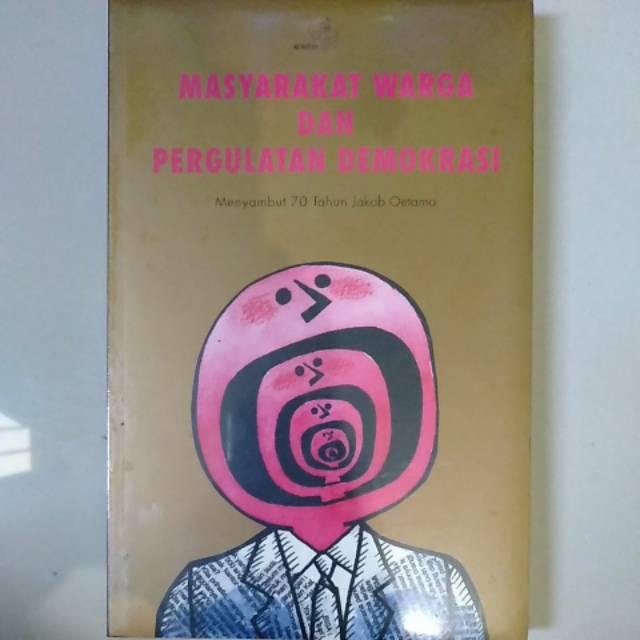 MASYARAKAT WARGA
DAN
PERGULATAN DEMOKRASI
Menyambut 70 Tahun Jakob Oetama